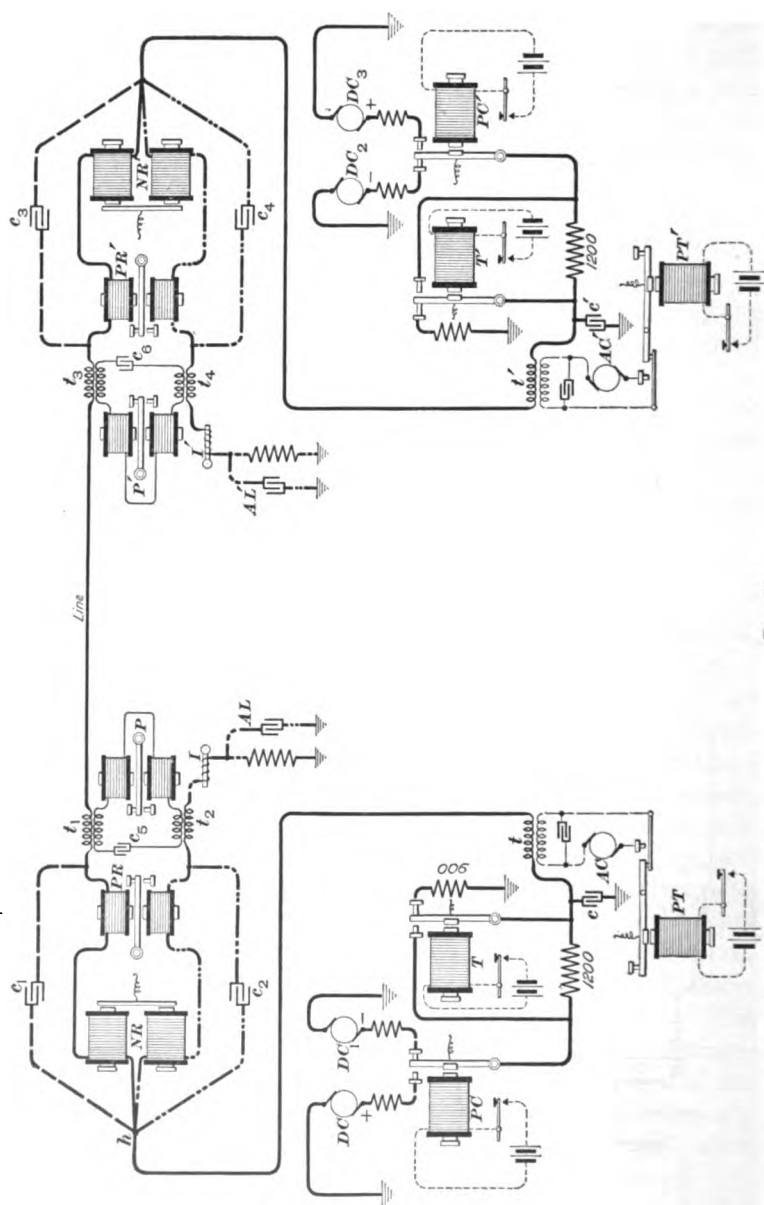 c1
c3
t1
Line
t3
PR
PR′
h
NR
c5
P
P′
c6
NR
t2
I
I′
t4
AL
AL′
c2
c4
DC
DC1
DC2
DC3
+
−
−
+
900
PC
T
T′
PC′
t
t′
1200
c
c′
1200
AC
AC′
PT
PT′